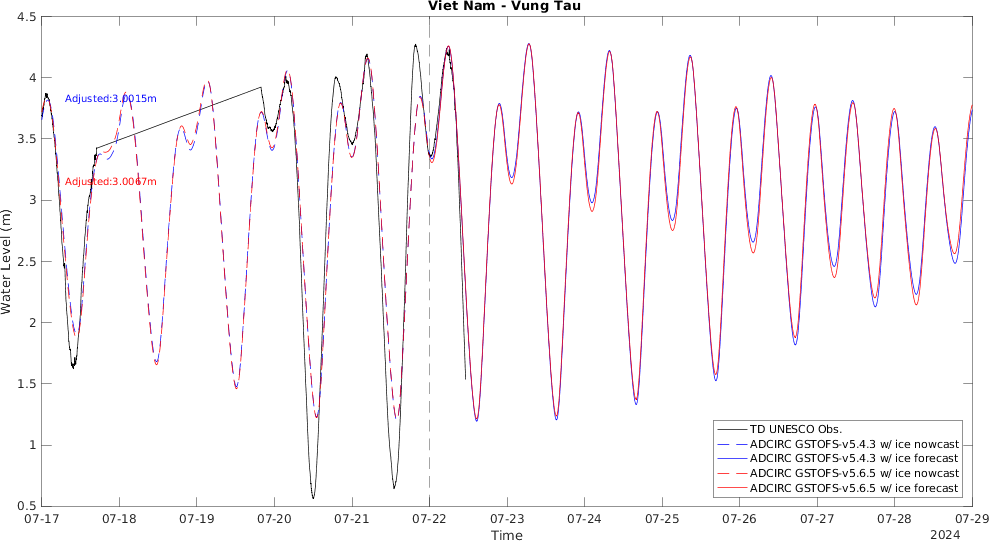 Viet Nam - Vung Tau
4.5
4
3.5
3
2.5
2
1.5
1
0.5
Water Level (m)
Adjusted:3.0015m
Adjusted:3.0067m
TD UNESCO Obs.
ADCIRC GSTOFS-v5.4.3 w/ ice nowcast
ADCIRC GSTOFS-v5.4.3 w/ ice forecast
ADCIRC GSTOFS-v5.6.5 w/ ice nowcast
ADCIRC GSTOFS-v5.6.5 w/ ice forecast
07-17 07-18 07-19 07-20 07-21 07-22 07-23 07-24 07-25 07-26 07-27 07-28 07-29
Time
2024